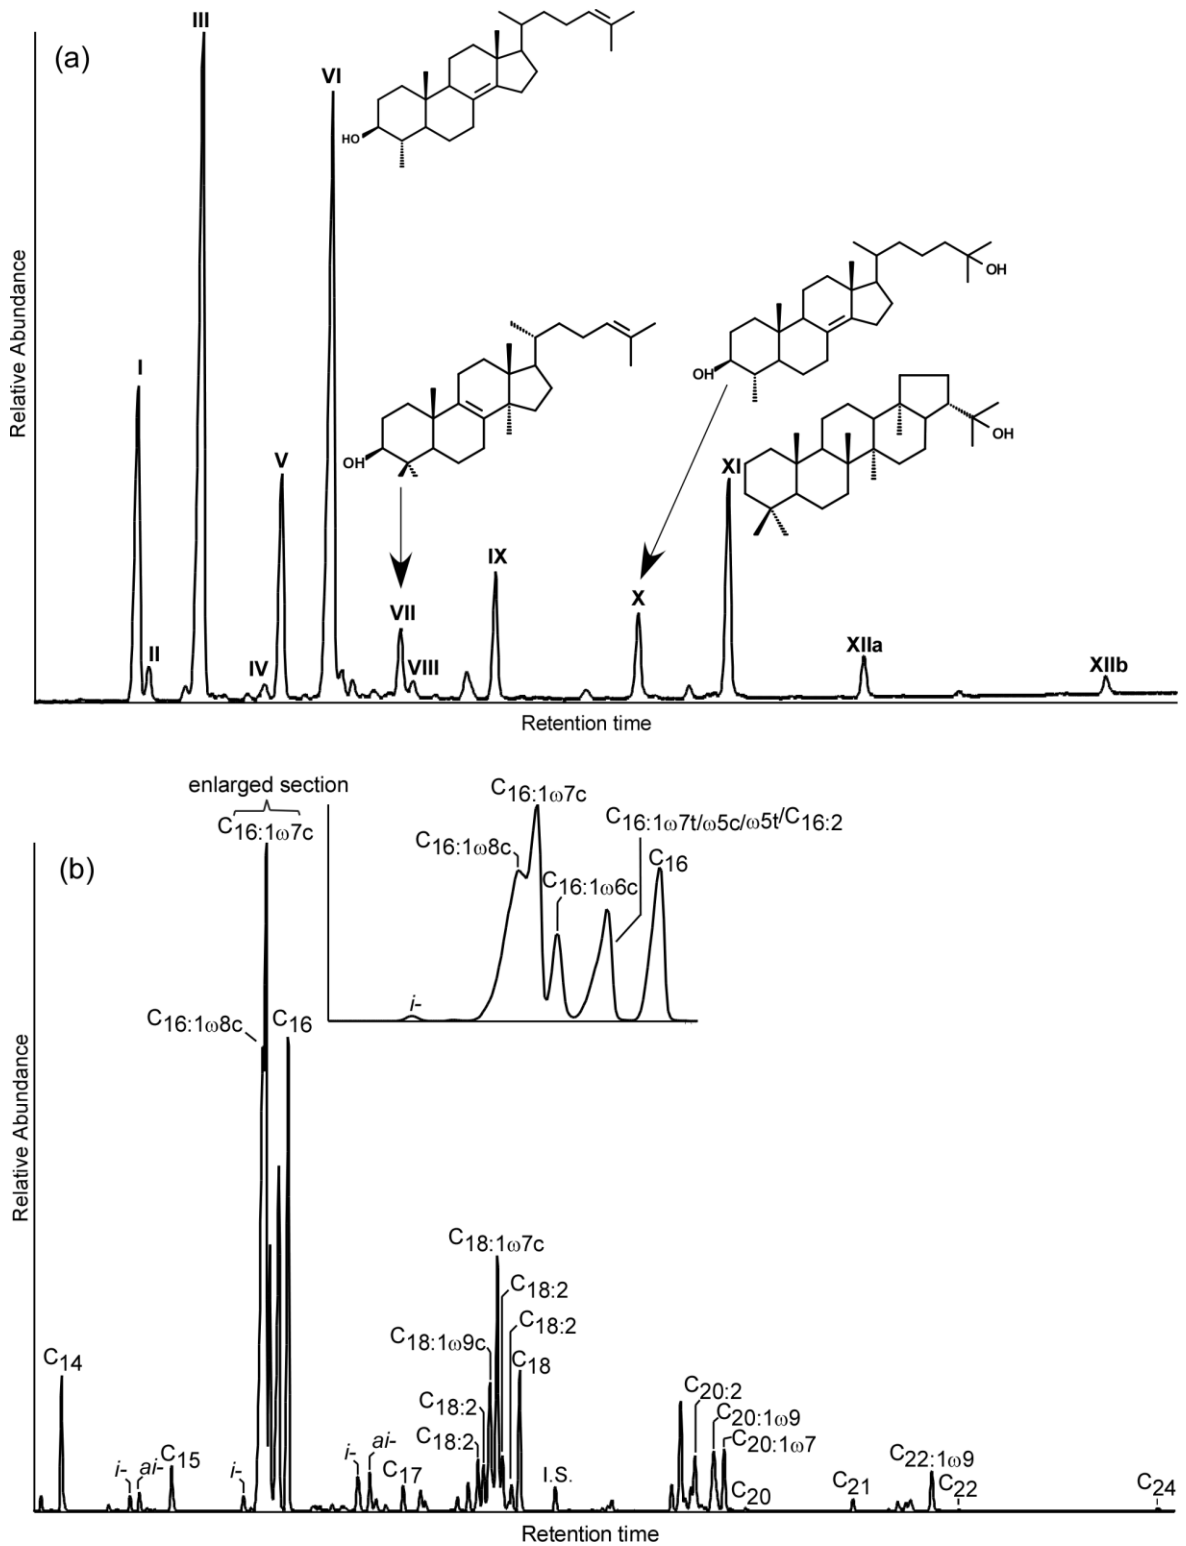 (a)
III
VI
HO
I
II
V
IV
OH
VII
VIII
IX
OH
OH
X
OH
XI
XIIa
XIIb
Relative Abundance
Retention time
(b)
enlarged section
C16:1ω7c
C16:1ω8c
C16
C16:1ω7c
C16:1ω8c
C16:1ω6c
C16:1ω7t/ω5c/ω5t/C16:2
C16
i-
C14
i-
ai-
C15
i-
i-
ai-
C17
C18:1ω7c
C18:2
C18:2
C18:1ω9c
C18
C18:2
C18:2
I.S.
C20:2
C20:1ω9
C20:1ω7
C20
C21
C22:1ω9
C22
C24
Relative Abundance
Retention time